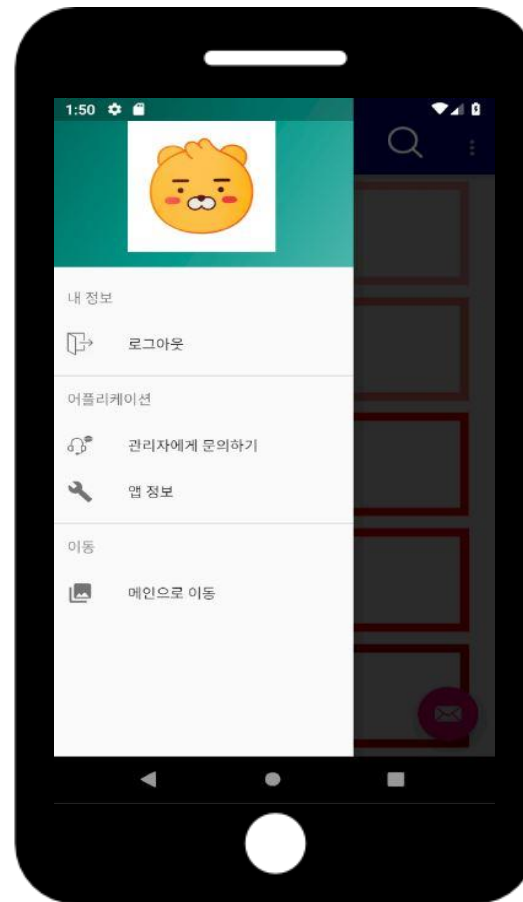 1:50
내 정보
로그아웃
어플리케이션
관리자에게 문의하기
앱 정보
이동
메인으로 이동